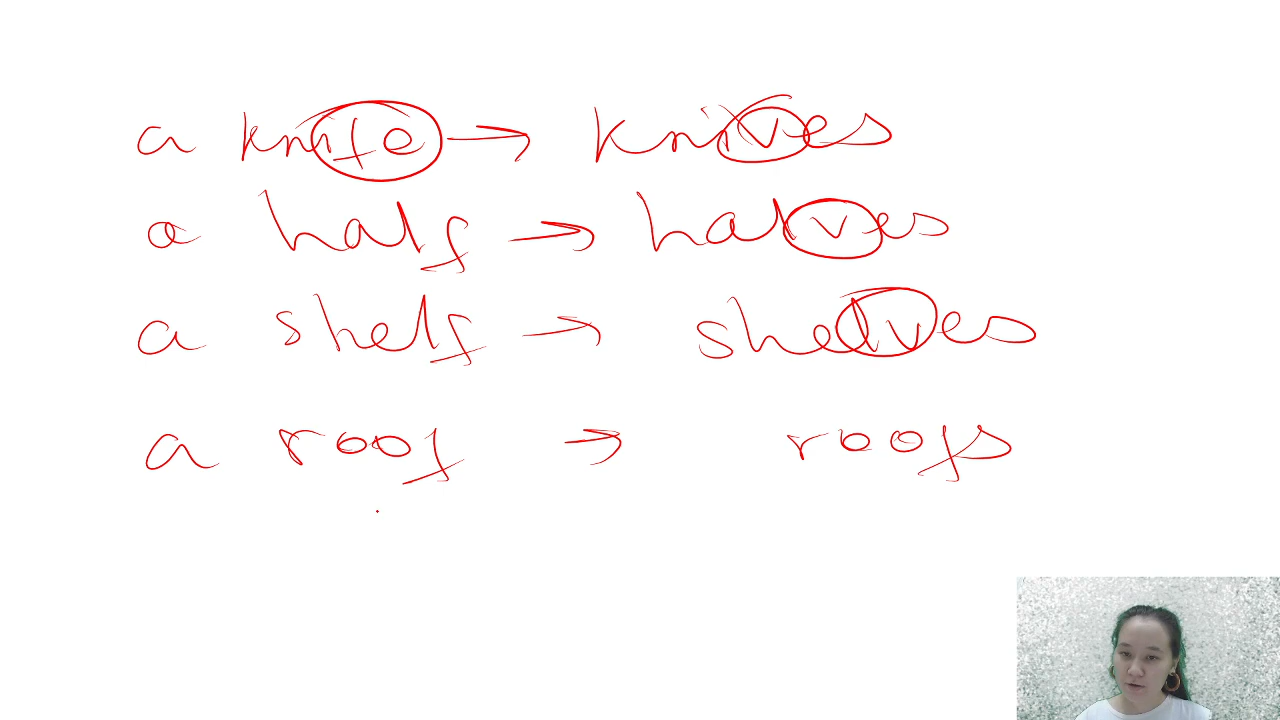 a knife → knives
a half → halves
a shelf → shelves
a roof → roofs